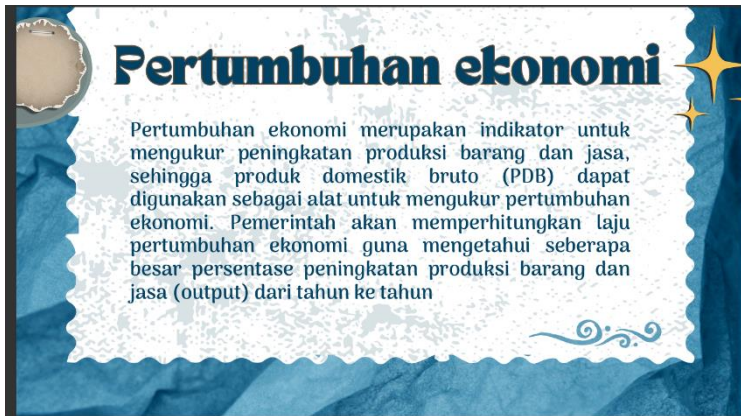 Pertumbuhan ekonomi
Pertumbuhan ekonomi merupakan indikator untuk
mengukur peningkatan produksi barang dan jasa,
sehingga produk domestik bruto (PDB) dapat
digunakan sebagai alat untuk mengukur pertumbuhan
ekonomi. Pemerintah akan memperhitungkan laju
pertumbuhan ekonomi guna mengetahui seberapa
besar persentase peningkatan produksi barang dan
jasa (output) dari tahun ke tahun